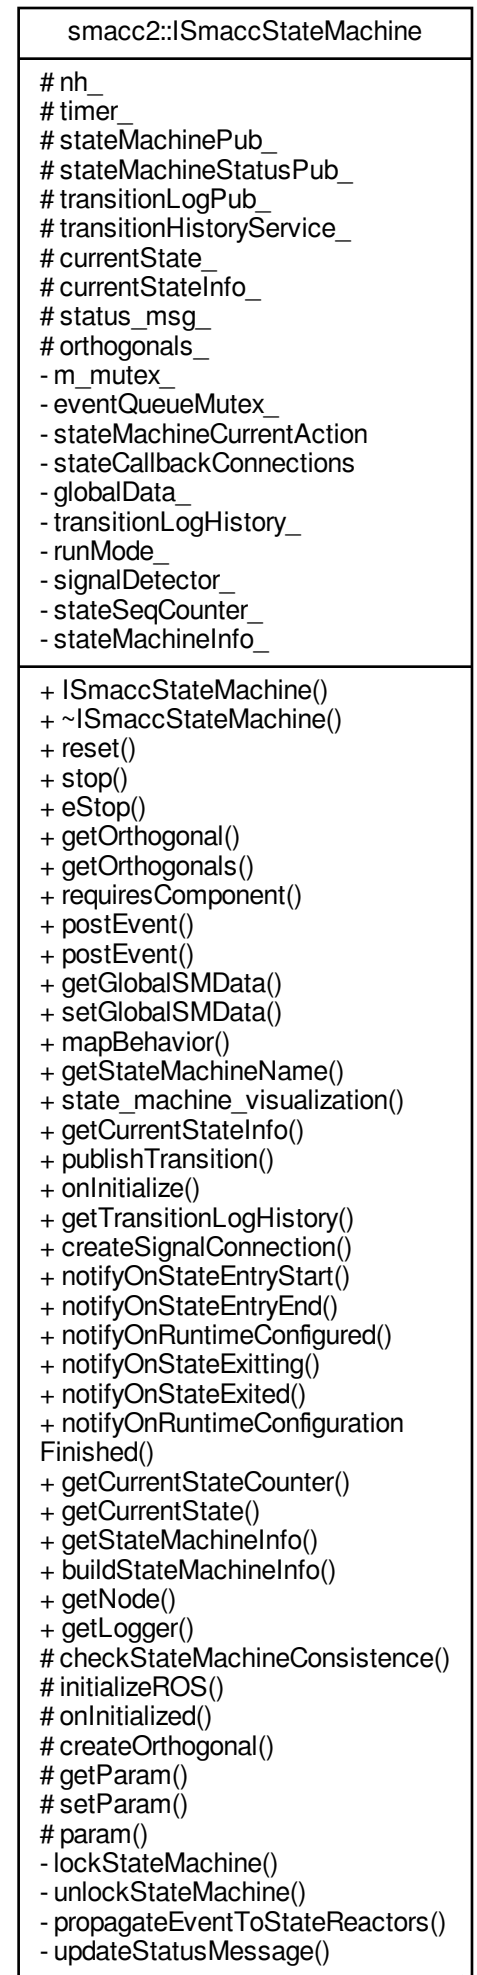 smacc2::ISmaccStateMachine
# nh_
# timer_
# stateMachinePub_
# stateMachineStatusPub_
# transitionLogPub_
# transitionHistoryService_
# currentState_
# currentStateInfo_
# status_msg_
# orthogonals_
- m_mutex_
- eventQueueMutex_
- stateMachineCurrentAction
- stateCallbackConnections
- globalData_
- transitionLogHistory_
- runMode_
- signalDetector_
- stateSeqCounter_
- stateMachineInfo_
+ ISmaccStateMachine()
+ ~ISmaccStateMachine()
+ reset()
+ stop()
+ eStop()
+ getOrthogonal()
+ getOrthogonals()
+ requiresComponent()
+ postEvent()
+ postEvent()
+ getGlobalSMData()
+ setGlobalSMData()
+ mapBehavior()
+ getStateMachineName()
+ state_machine_visualization()
+ getCurrentStateInfo()
+ publishTransition()
+ onInitialize()
+ getTransitionLogHistory()
+ createSignalConnection()
+ notifyOnStateEntryStart()
+ notifyOnStateEntryEnd()
+ notifyOnRuntimeConfigured()
+ notifyOnStateExitting()
+ notifyOnStateExited()
+ notifyOnRuntimeConfiguration
Finished()
+ getCurrentStateCounter()
+ getCurrentState()
+ getStateMachineInfo()
+ buildStateMachineInfo()
+ getNode()
+ getLogger()
# checkStateMachineConsistence()
# initializeROS()
# onInitialized()
# createOrthogonal()
# getParam()
# setParam()
# param()
- lockStateMachine()
- unlockStateMachine()
- propagateEventToStateReactors()
- updateStatusMessage()